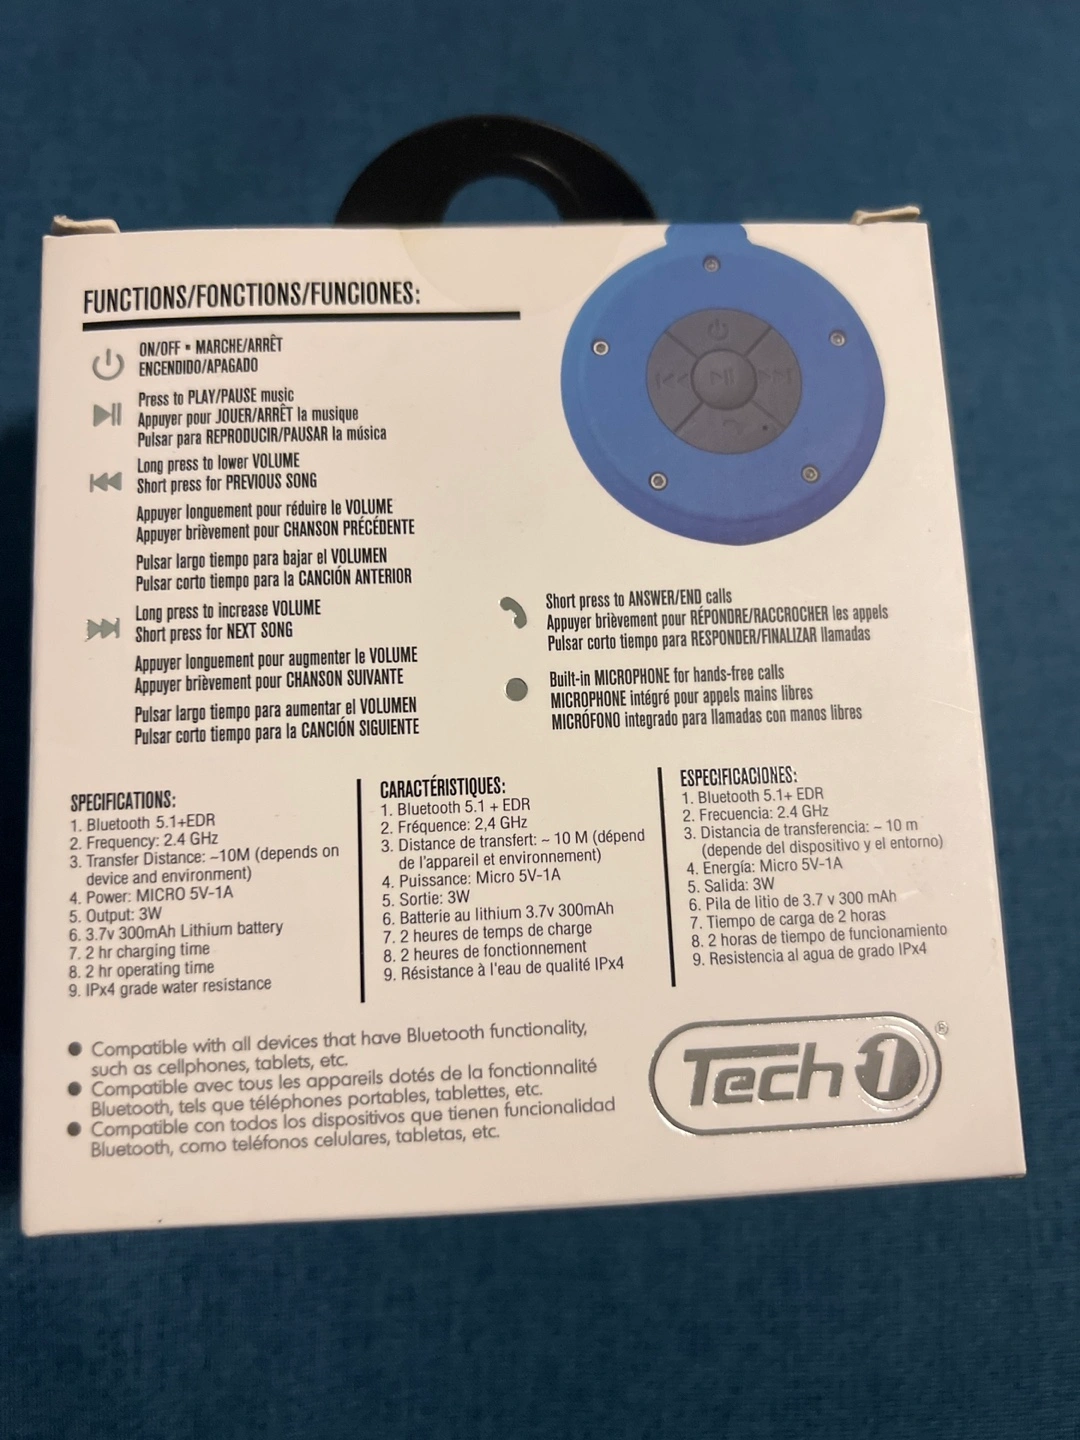 FUNCTIONS/FONCTIONS/FUNCIONES:
ON/OFF ▪ MARCHE/ARRÊT
ENCENDIDO/APAGADO
Press to PLAY/PAUSE music
Appuyer pour JOUER/ARRÊT la musique
Pulsar para REPRODUCIR/PAUSAR la música
Long press to lower VOLUME
Short press for PREVIOUS SONG
Appuyer longuement pour réduire le VOLUME
Appuyer brièvement pour CHANSON PRÉCÉDENTE
Pulsar largo tiempo para bajar el VOLUMEN
Pulsar corto tiempo para la CANCIÓN ANTERIOR
Long press to increase VOLUME
Short press for NEXT SONG
Appuyer longuement pour augmenter le VOLUME
Appuyer brièvement pour CHANSON SUIVANTE
Pulsar largo tiempo para aumentar el VOLUMEN
Pulsar corto tiempo para la CANCIÓN SIGUIENTE
Short press to ANSWER/END calls
Appuyer brièvement pour RÉPONDRE/RACCROCHER les appels
Pulsar corto tiempo para RESPONDER/FINALIZAR llamadas
Built-in MICROPHONE for hands-free calls
MICROPHONE intégré pour appels mains libres
MICRÓFONO integrado para llamadas con manos libres
SPECIFICATIONS:
1. Bluetooth 5.1+EDR
2. Frequency: 2.4 GHz
3. Transfer Distance: ~10M (depends on
device and environment)
4. Power: MICRO 5V-1A
5. Output: 3W
6. 3.7v 300mAh Lithium battery
7. 2 hr charging time
8. 2 hr operating time
9. IPx4 grade water resistance
CARACTÉRISTIQUES:
1. Bluetooth 5.1 + EDR
2. Fréquence: 2,4 GHz
3. Distance de transfert: ~ 10 M (dépend
de l'appareil et environnement)
4. Puissance: Micro 5V-1A
5. Sortie: 3W
6. Batterie au lithium 3.7v 300mAh
7. 2 heures de temps de charge
8. 2 heures de fonctionnement
9. Résistance à l'eau de qualité IPx4
ESPECIFICACIONES:
1. Bluetooth 5.1+ EDR
2. Frecuencia: 2.4 GHz
3. Distancia de transferencia: ~ 10 m
(depende del dispositivo y el entorno)
4. Energía: Micro 5V-1A
5. Salida: 3W
6. Pila de litio de 3.7 v 300 mAh
7. Tiempo de carga de 2 horas
8. 2 horas de tiempo de funcionamiento
9. Resistencia al agua de grado IPx4
● Compatible with all devices that have Bluetooth functionality,
such as cellphones, tablets, etc.
● Compatible avec tous les appareils dotés de la fonctionnalité
Bluetooth, tels que téléphones portables, tablettes, etc.
● Compatible con todos los dispositivos que tienen funcionalidad
Bluetooth, como teléfonos celulares, tabletas, etc.
Tech 1®